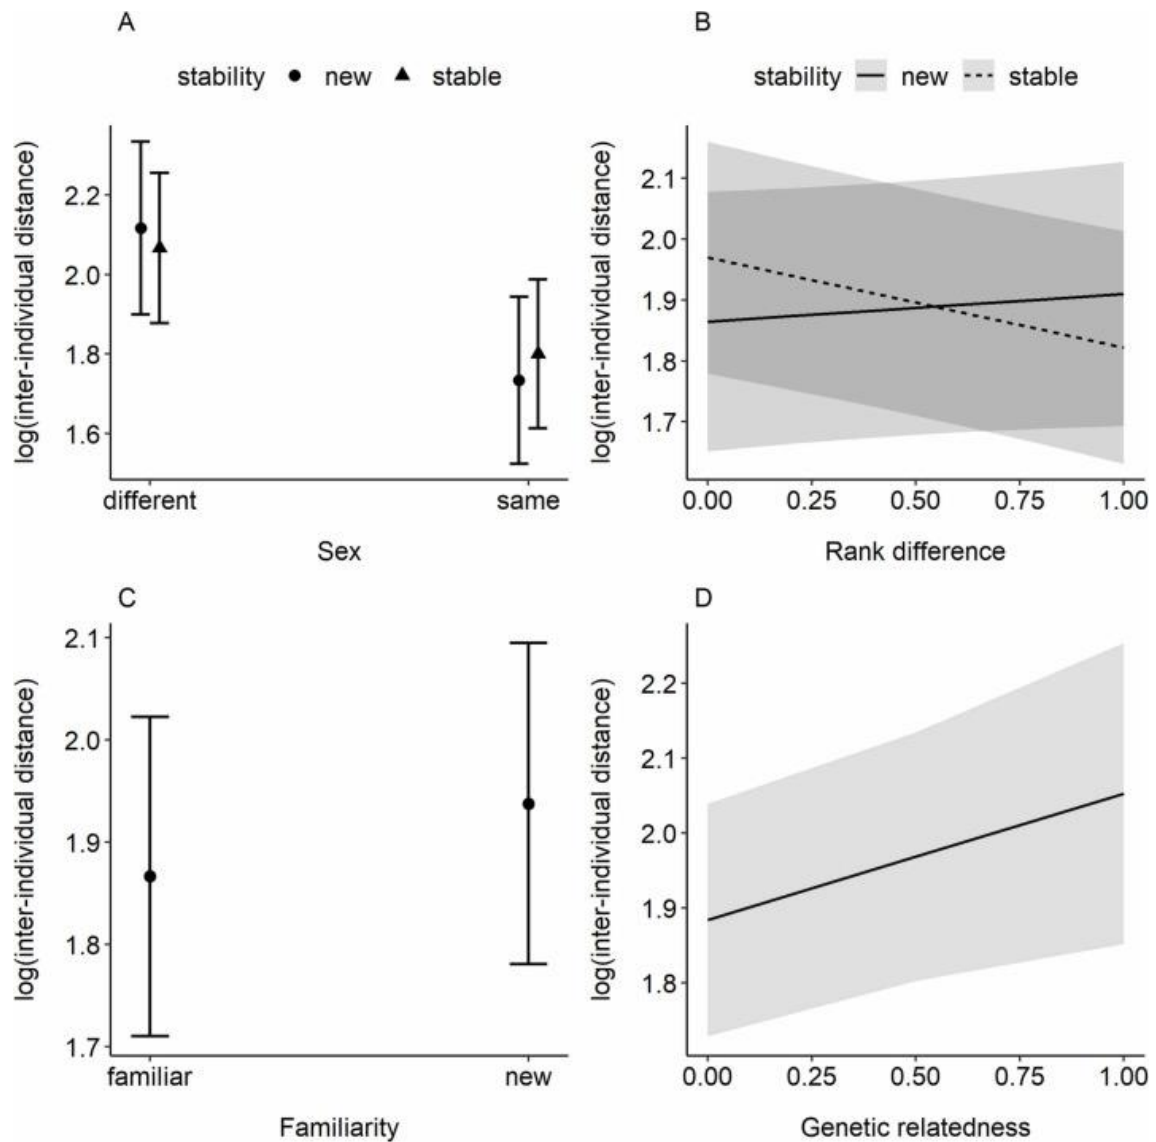 A
stability new stable
log(inter-individual distance)
2.2
2.0
1.8
1.6
different same
Sex
B
stability new stable
log(inter-individual distance)
2.1
2.0
1.9
1.8
1.7
0.00 0.25 0.50 0.75 1.00
Rank difference
C
log(inter-individual distance)
2.1
2.0
1.9
1.8
1.7
familiar new
Familiarity
D
log(inter-individual distance)
2.2
2.1
2.0
1.9
1.8
0.00 0.25 0.50 0.75 1.00
Genetic relatedness